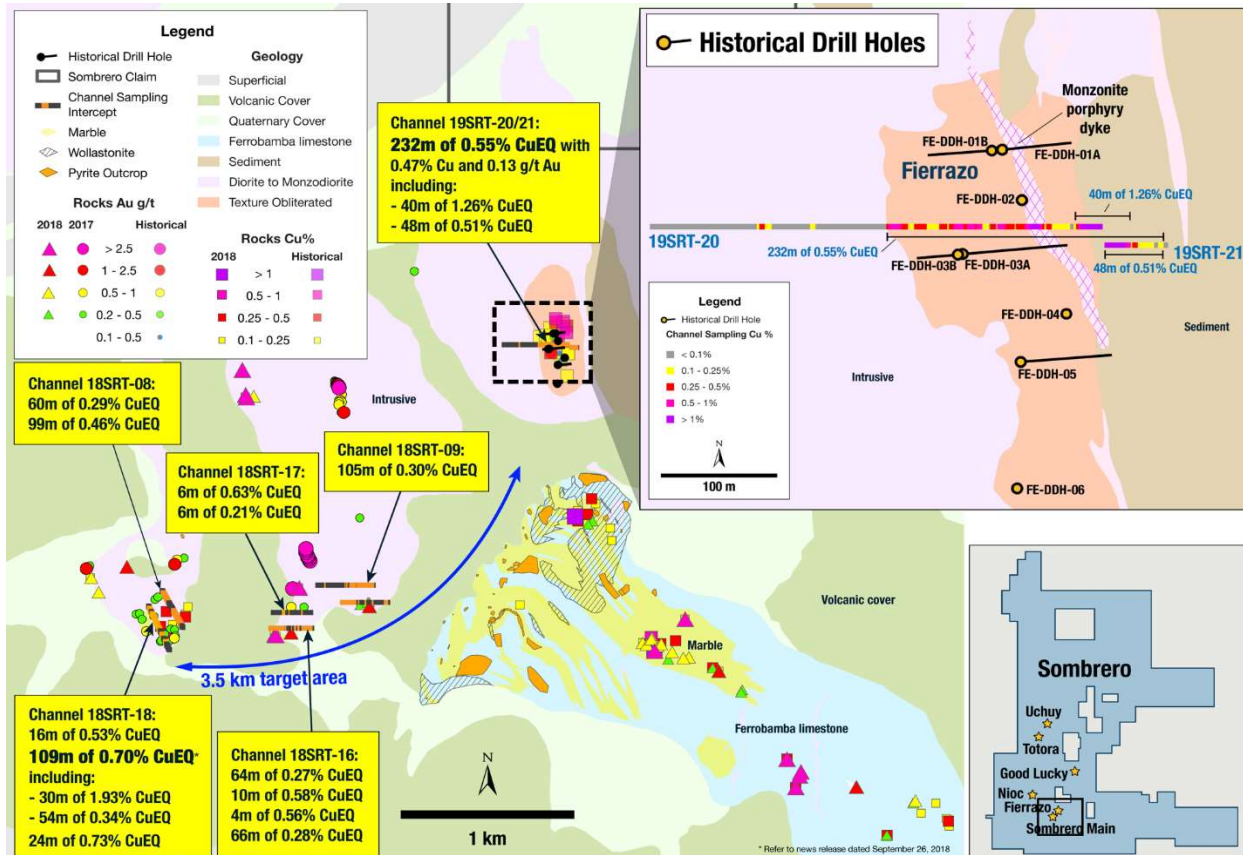 Legend
Historical Drill Hole
Sombrero Claim
Channel Sampling
Intercept
Marble
Wollastonite
Pyrite Outcrop
Geology
Superficial
Volcanic Cover
Quaternary Cover
Ferrobamba limestone
Sediment
Diorite to Monzodiorite
Texture Obliterated
Rocks Au g/t
2018 2017 Historical
> 2.5
1 - 2.5
0.5 - 1
0.2 - 0.5
0.1 - 0.5
Rocks Cu%
2018 Historical
> 1
0.5 - 1
0.25 - 0.5
0.1 - 0.25
Channel 19SRT-20/21:
232m of 0.55% CuEQ with
0.47% Cu and 0.13 g/t Au
including:
- 40m of 1.26% CuEQ
- 48m of 0.51% CuEQ
Historical Drill Holes
Monzonite
porphyry
dyke
FE-DDH-01B
FE-DDH-01A
Fierrazo
FE-DDH-02
40m of 1.26% CuEQ
19SRT-20
232m of 0.55% CuEQ
19SRT-21
FE-DDH-03B
FE-DDH-03A
48m of 0.51% CuEQ
FE-DDH-04
Sediment
Intrusive
FE-DDH-05
FE-DDH-06
Legend
Historical Drill Hole
Channel Sampling Cu %
< 0.1%
0.1 - 0.25%
0.25 - 0.5%
0.5 - 1%
> 1%
N
100 m
Channel 18SRT-08:
60m of 0.29% CuEQ
99m of 0.46% CuEQ
Intrusive
Channel 18SRT-17:
6m of 0.63% CuEQ
6m of 0.21% CuEQ
Channel 18SRT-09:
105m of 0.30% CuEQ
3.5 km target area
Volcanic cover
Marble
Ferrobamba limestone
Channel 18SRT-18:
16m of 0.53% CuEQ
109m of 0.70% CuEQ*
including:
- 30m of 1.93% CuEQ
- 54m of 0.34% CuEQ
24m of 0.73% CuEQ
Channel 18SRT-16:
64m of 0.27% CuEQ
10m of 0.58% CuEQ
4m of 0.56% CuEQ
66m of 0.28% CuEQ
N
1 km
* Refer to news release dated September 26, 2018
Sombrero
Uchuy
Totora
Good Lucky
Nioc
Fierrazo
Sombrero Main